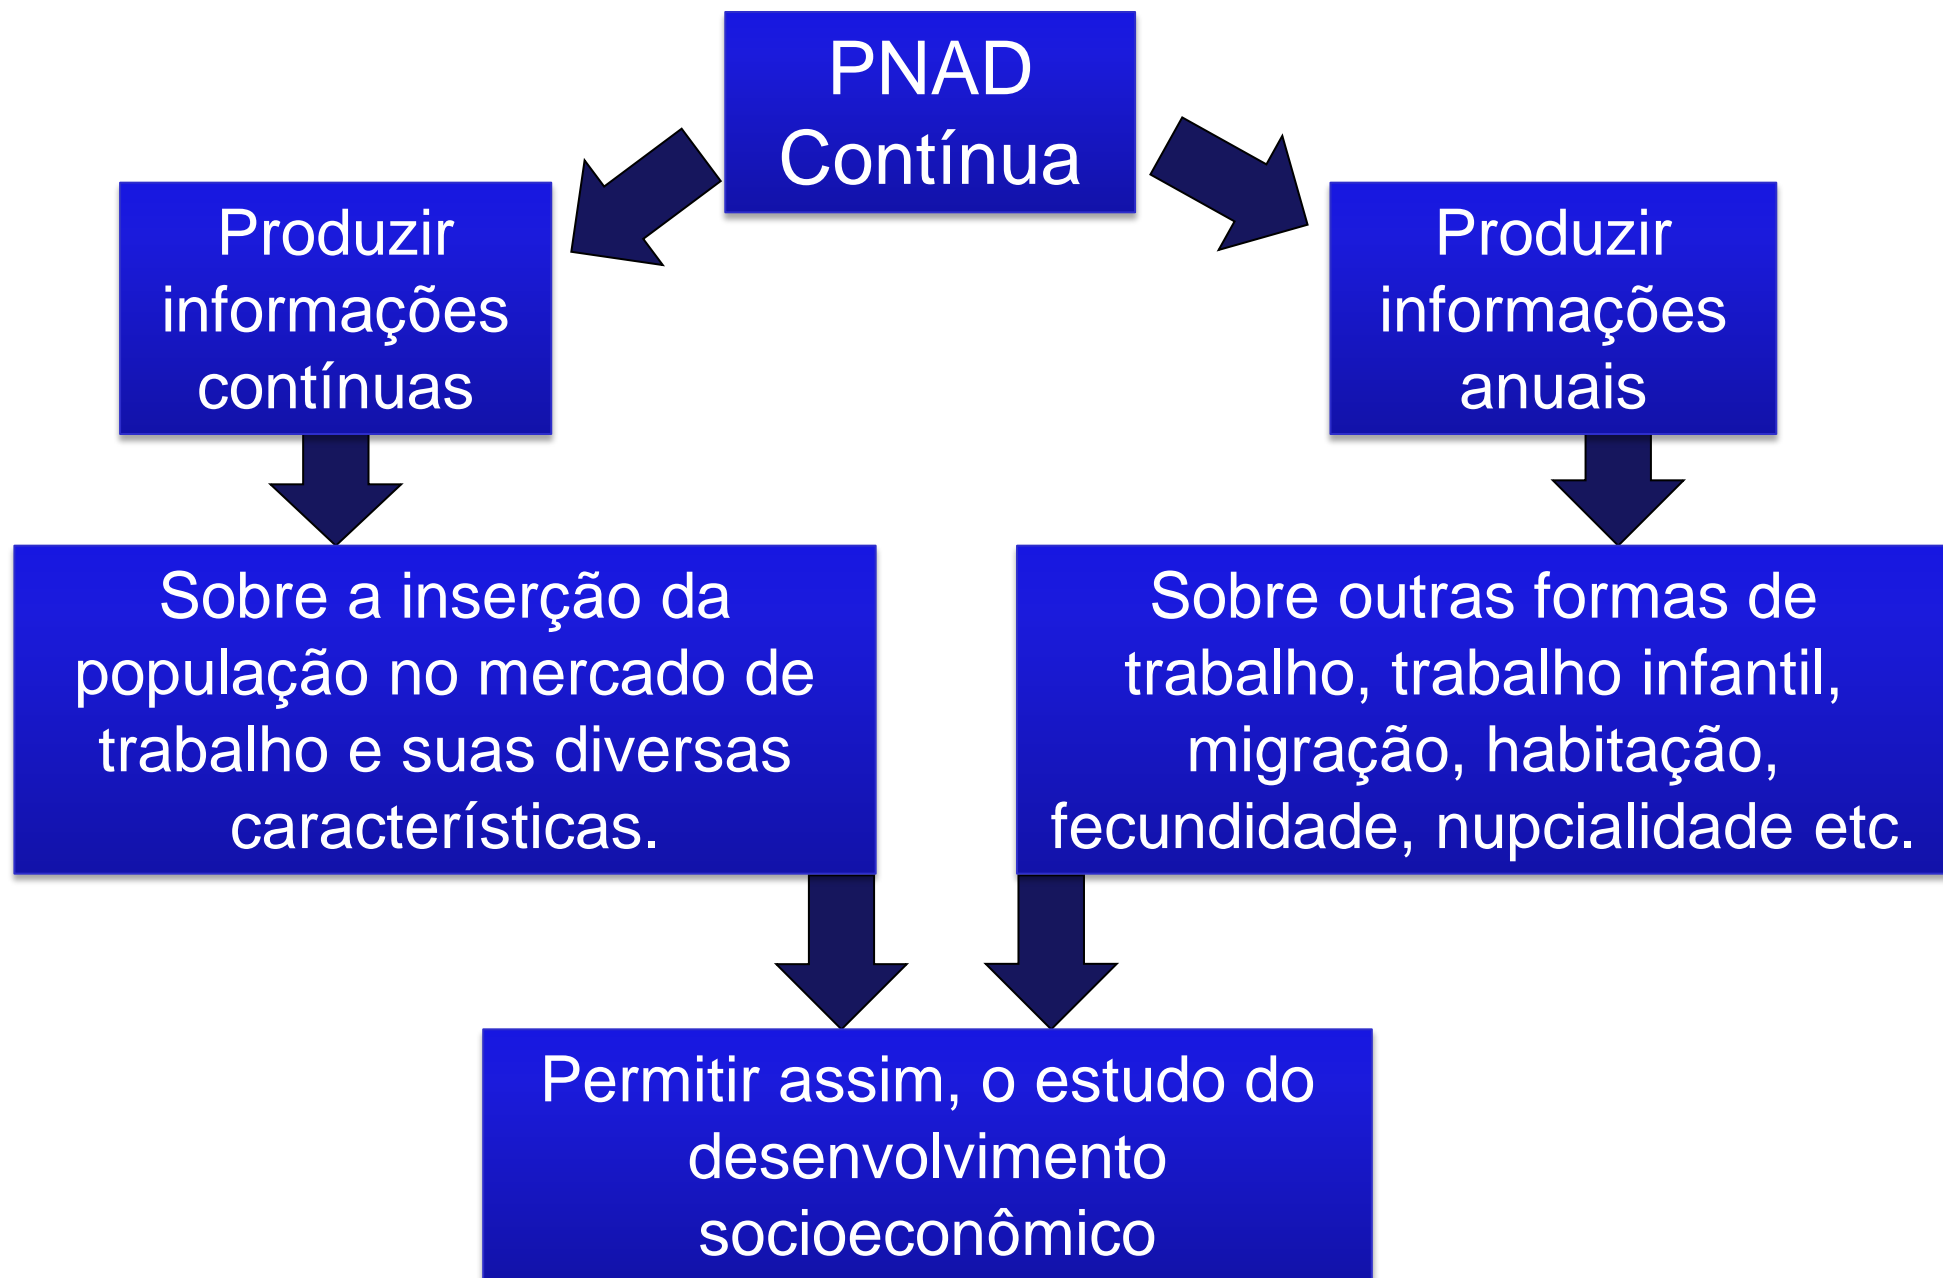 PNAD
Contínua
Produzir
informações
contínuas
Produzir
informações
anuais
Sobre a inserção da
população no mercado de
trabalho e suas diversas
características.
Sobre outras formas de
trabalho, trabalho infantil,
migração, habitação,
fecundidade, nupcialidade etc.
Permitir assim, o estudo do
desenvolvimento
socioeconômico